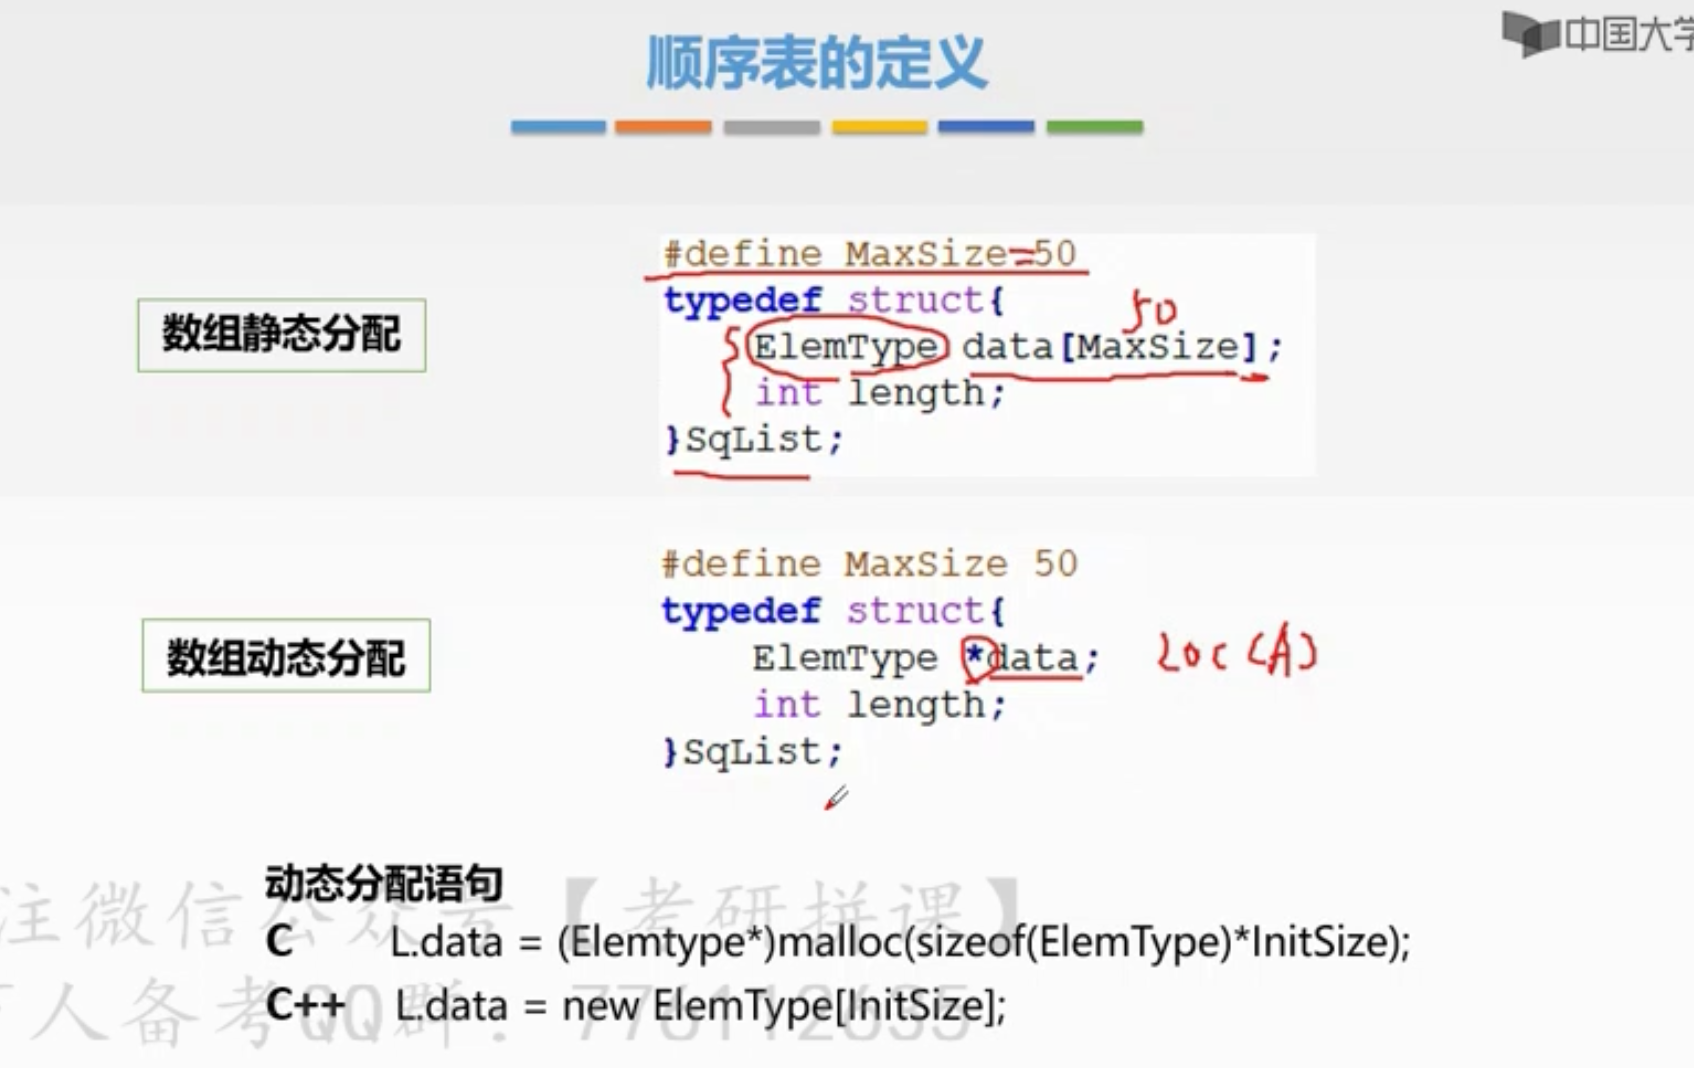 顺序表的定义
中国大学
数组静态分配
#define MaxSize=50
typedef struct{
50
ElemType data[MaxSize];
int length;
}SqList;
数组动态分配
#define MaxSize 50
typedef struct{
ElemType *data; Loc(A)
int length;
}SqList;
动态分配语句
注微信公众号【考研拼课】
C L.data = (Elemtype*)malloc(sizeof(ElemType)*InitSize);
C++ L.data = new ElemType[InitSize];
人备考QQ群: